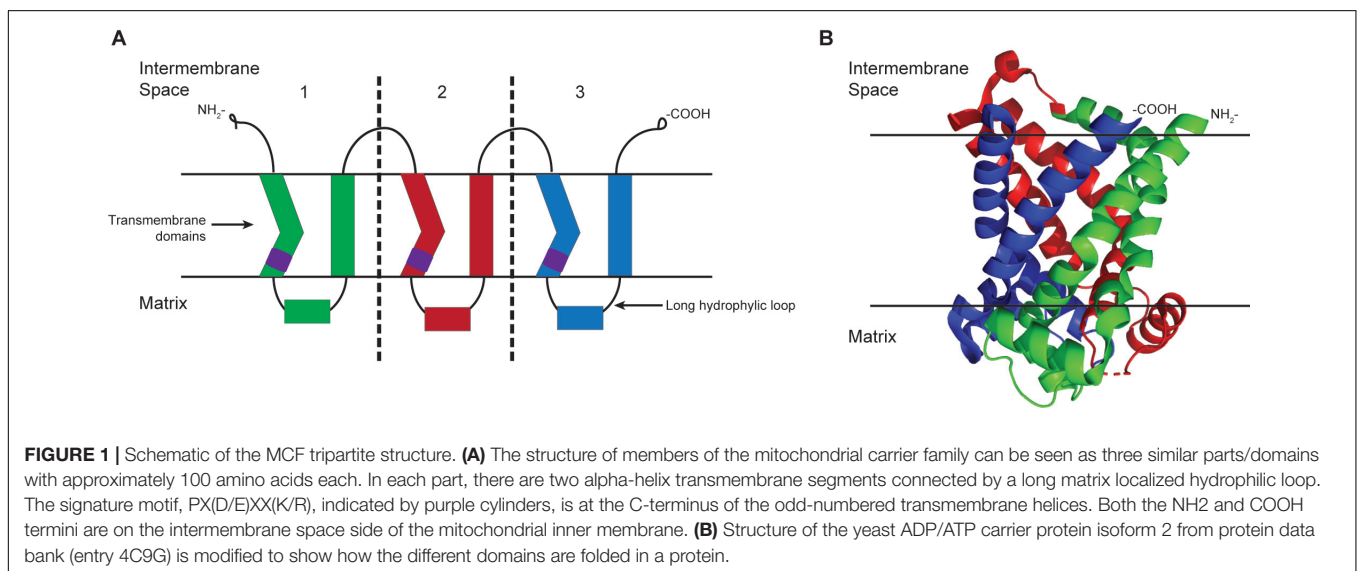 A
Intermembrane
Space
1
2
3
NH2-
-COOH
Transmembrane
domains
Matrix
Long hydrophylic loop
B
Intermembrane
Space
-COOH
NH2-
Matrix
FIGURE 1 | Schematic of the MCF tripartite structure. (A) The structure of members of the mitochondrial carrier family can be seen as three similar parts/domains
with approximately 100 amino acids each. In each part, there are two alpha-helix transmembrane segments connected by a long matrix localized hydrophilic loop.
The signature motif, PX(D/E)XX(K/R), indicated by purple cylinders, is at the C-terminus of the odd-numbered transmembrane helices. Both the NH2 and COOH
termini are on the intermembrane space side of the mitochondrial inner membrane. (B) Structure of the yeast ADP/ATP carrier protein isoform 2 from protein data
bank (entry 4C9G) is modified to show how the different domains are folded in a protein.